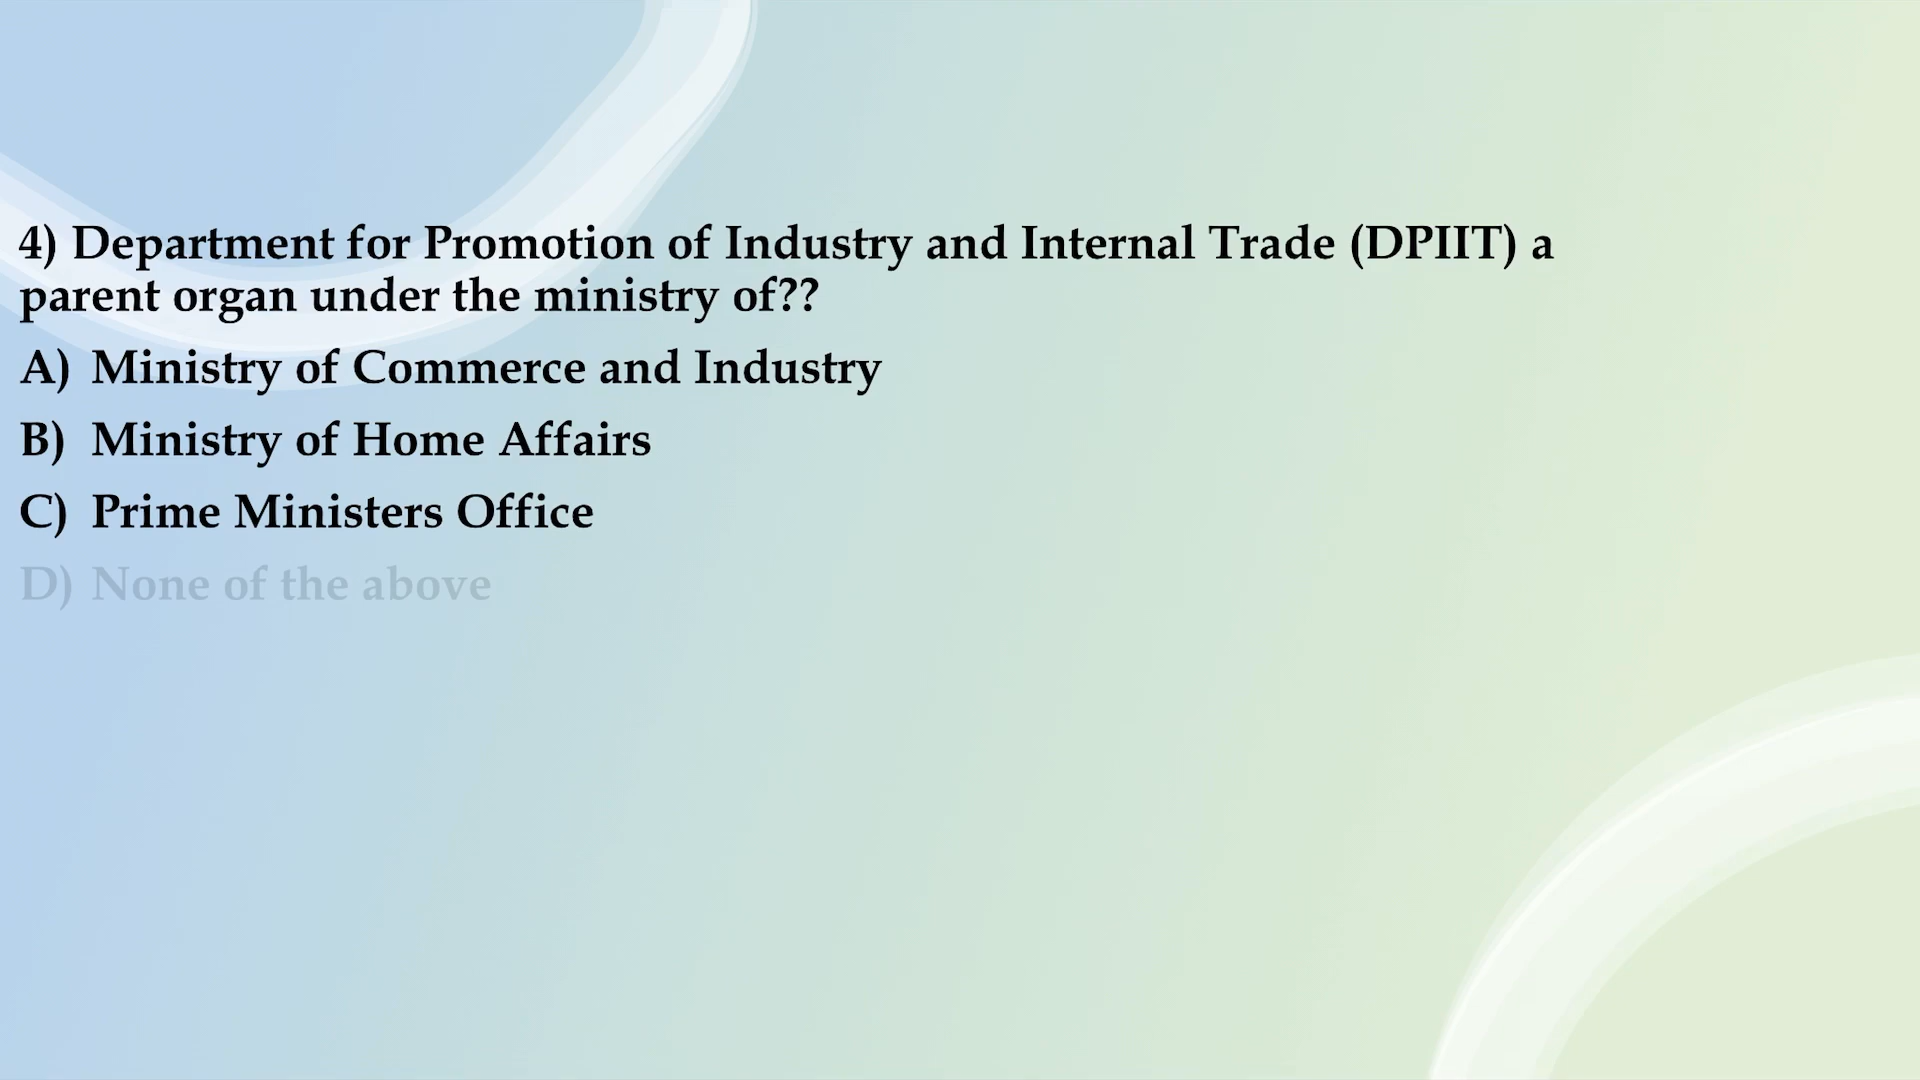 4) Department for Promotion of Industry and Internal Trade (DPIIT) a
parent organ under the ministry of??
A) Ministry of Commerce and Industry
B) Ministry of Home Affairs
C) Prime Ministers Office
D) None of the above